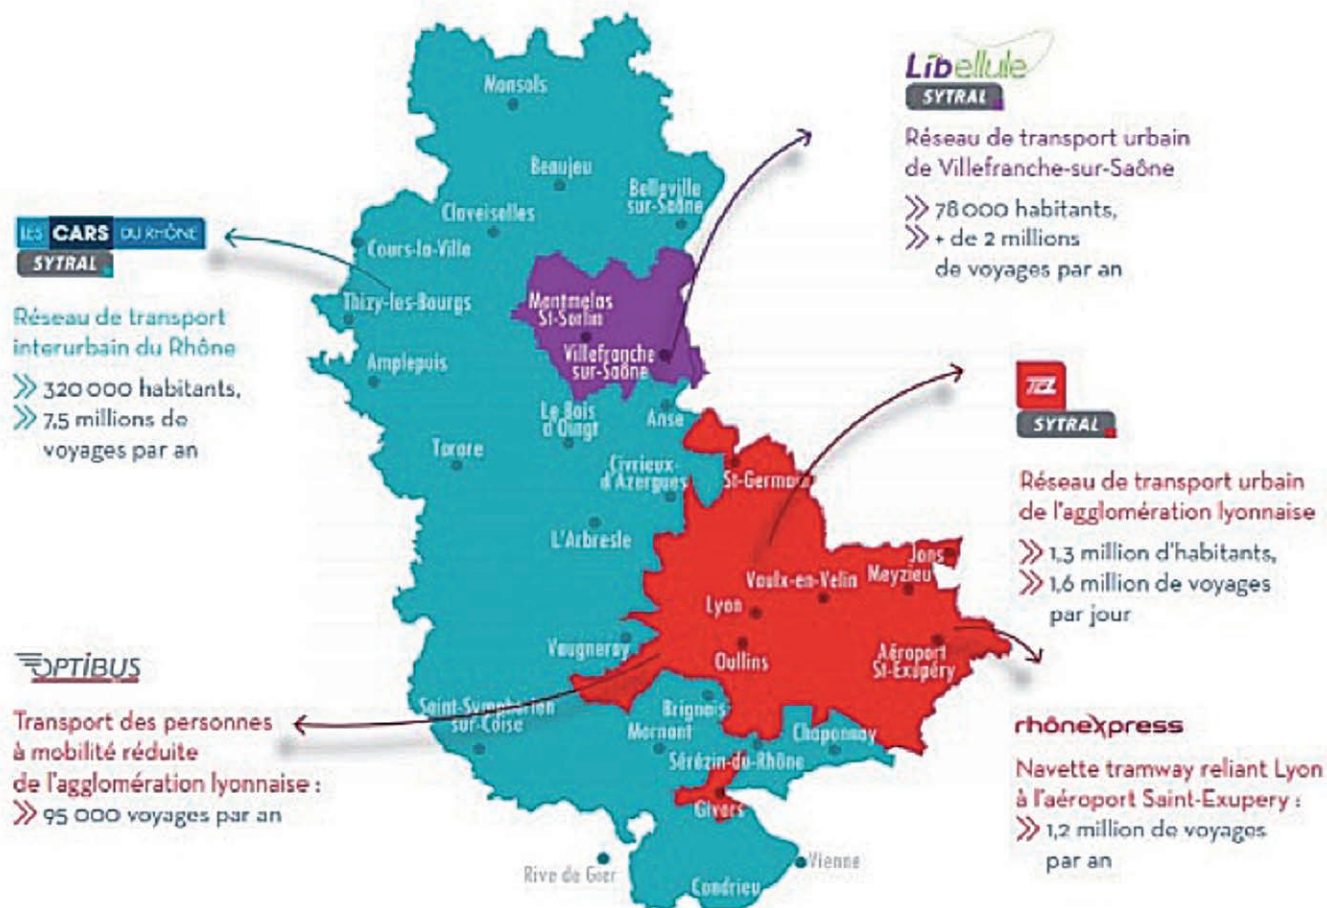 Libellule
SYTRAL
Réseau de transport urbain
de Villefranche-sur-Saône
78 000 habitants,
+ de 2 millions
de voyages par an
LES CARS DU RHÔNE
SYTRAL
Réseau de transport
interurbain du Rhône
320 000 habitants,
7,5 millions de
voyages par an
TCL
SYTRAL
Réseau de transport urbain
de l'agglomération lyonnaise
1,3 million d'habitants,
1,6 million de voyages
par jour
OPTIBUS
Transport des personnes
à mobilité réduite
de l'agglomération lyonnaise :
95 000 voyages par an
rhônexpress
Navette tramway reliant Lyon
à l'aéroport Saint-Exupery :
1,2 million de voyages
par an
Monsols
Beaujeu
Belleville
sur-Saône
Claveisolles
Cours-la-Ville
Thizy-les-Bourgs
Montmelas
St-Sorlin
Villefranche
sur-Saône
Amplepuis
Le Bois
d'Oingt
Anse
Tarare
Civrieux-
d'Azergues
St-Germain
L'Arbresle
Jons
Meyzieu
Vaulx-en-Velin
Lyon
Vaugneray
Oullins
Aéroport
St-Exupéry
Saint-Symphorien
sur-Coise
Brignais
Mornant
Chaponnay
Sérézin-du-Rhône
Givors
Rive de Gier
Vienne
Condrieu